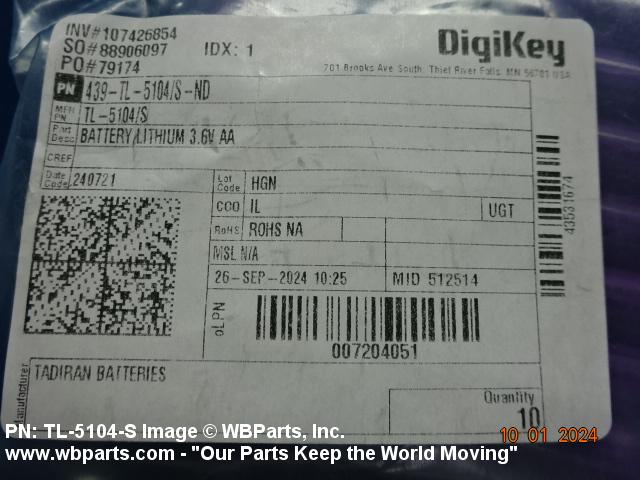 INV#107426854
SO#88906097
IDX: 1
PO#79174
DigiKey
701 Brooks Ave South, Thief River Falls, MN 56701 USA
PN 439-TL-5104/S-ND
MFR PN TL-5104/S
Part Desc BATTERY LITHIUM 3.6V AA
CREF
Date Code 240721
Lot Code HGN
COO IL
UGT
RoHS ROHS NA
MSL N/A
26-SEP-2024 10:25
MID 512514
oLPN
007204051
43531674
Manufacturer
TADIRAN BATTERIES
Quantity
10
PN: TL-5104-S Image © WBParts, Inc.
10 01 2024
www.wbparts.com - "Our Parts Keep the World Moving"